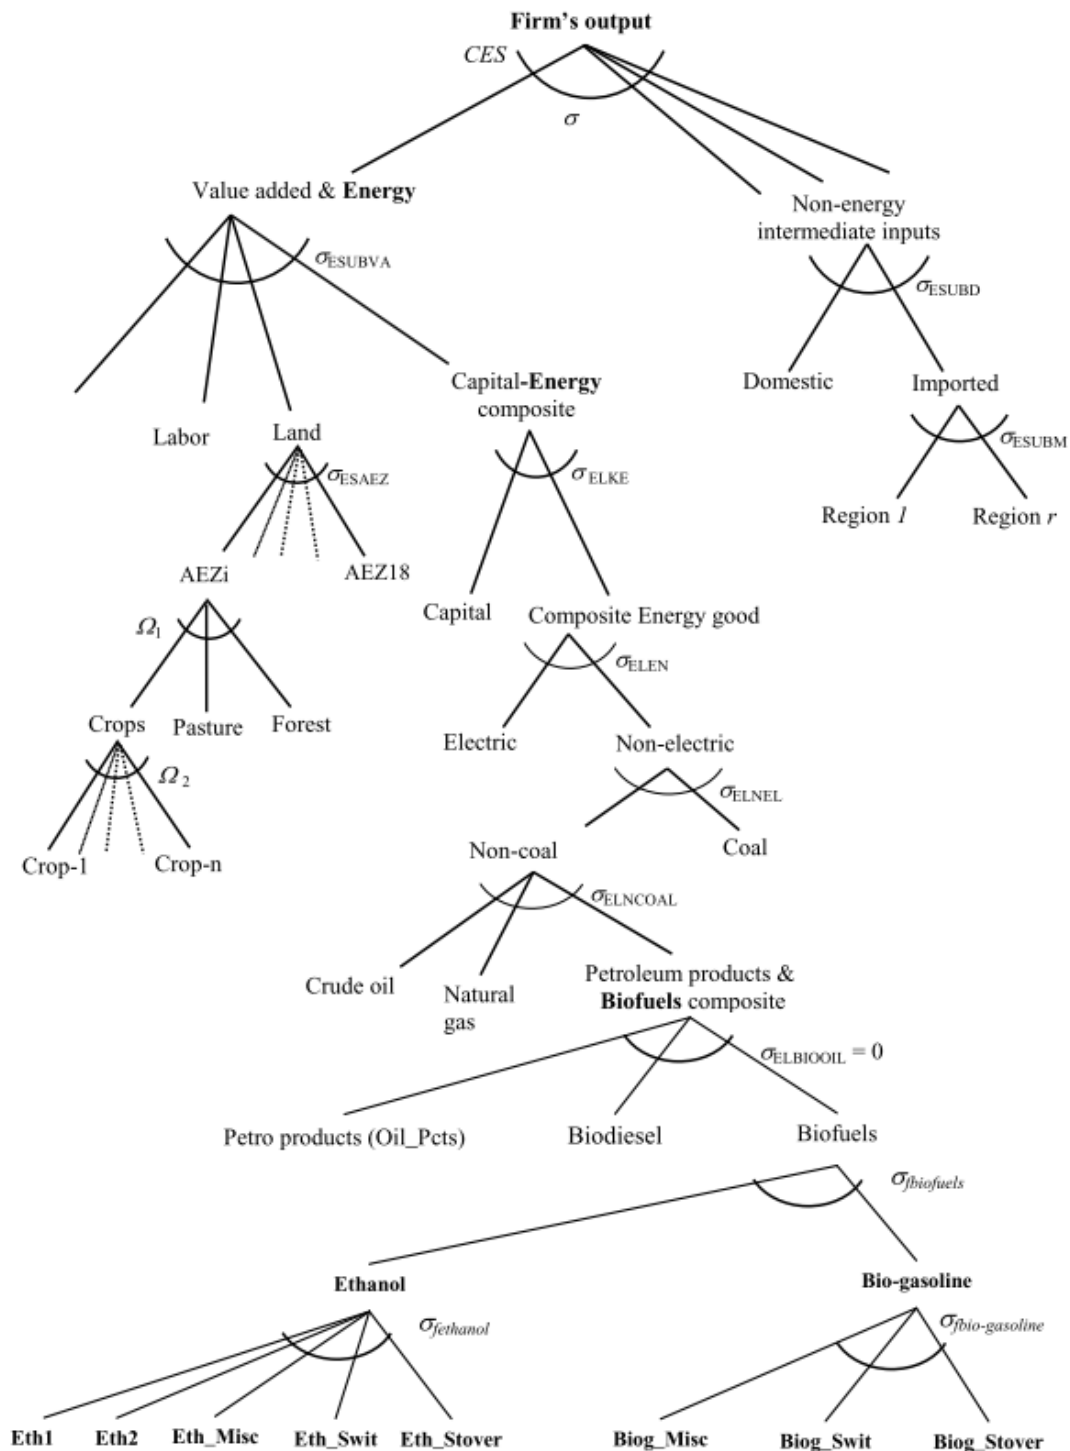 Firm's output
CES
σ
Value added & Energy
Non-energy
intermediate inputs
σESUBVA
σESUBD
Capital-Energy
composite
Domestic
Imported
Labor
Land
σESUBM
σESAEZ
σELKE
Region 1
Region r
AEZi
AEZ18
Capital
Composite Energy good
Ω1
σELEN
Crops
Pasture
Forest
Electric
Non-electric
Ω2
σELNEL
Crop-1
Crop-n
Non-coal
Coal
σELNCOAL
Crude oil
Natural
gas
Petroleum products &
Biofuels composite
σELBIOOIL = 0
Petro products (Oil_Pcts)
Biodiesel
Biofuels
σfbiofuels
Ethanol
Bio-gasoline
σfethanol
σfbio-gasoline
Eth1
Eth2
Eth_Misc
Eth_Swit
Eth_Stover
Biog_Misc
Biog_Swit
Biog_Stover